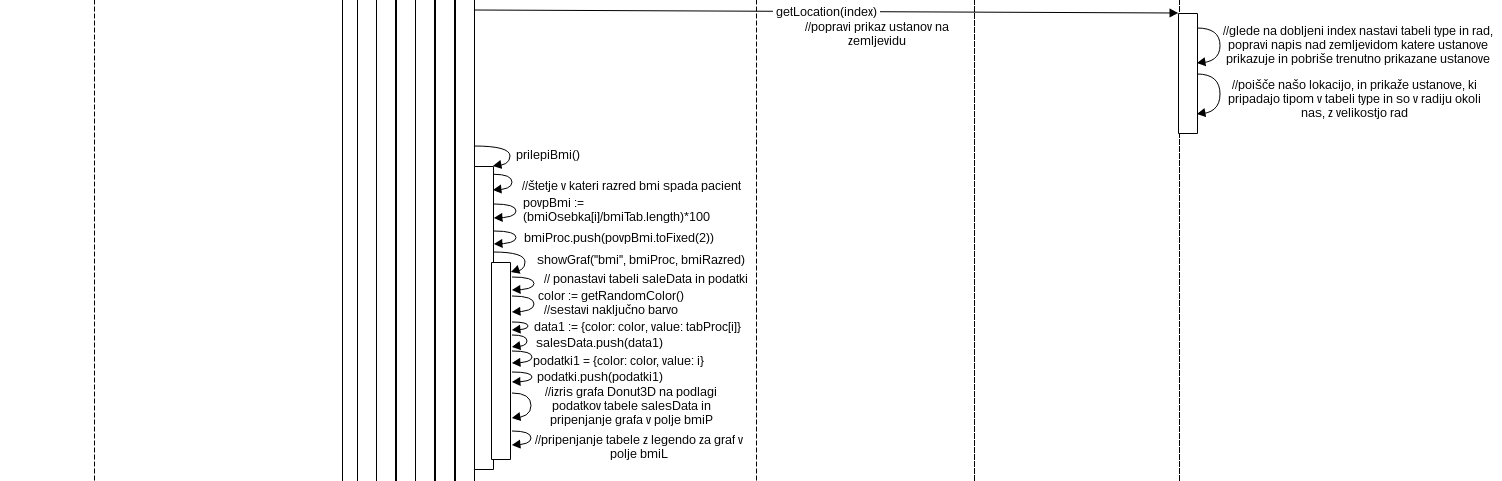 getLocation(index)
//popravi prikaz ustanov na
zemljevidu
//glede na dobljeni index nastavi tabeli type in rad,
popravi napis nad zemljevidom katere ustanove
prikazuje in pobriše trenutno prikazane ustanove
//poišče našo lokacijo, in prikaže ustanove, ki
pripadajo tipom v tabeli type in so v radiju okoli
nas, z velikostjo rad
prilepiBmi()
//štetje v kateri razred bmi spada pacient
povpBmi :=
(bmiOsebka[i]/bmiTab.length)*100
bmiProc.push(povpBmi.toFixed(2))
showGraf("bmi", bmiProc, bmiRazred)
// ponastavi tabeli saleData in podatki
color := getRandomColor()
//sestavi naključno barvo
data1 := {color: color, value: tabProc[i]}
salesData.push(data1)
podatki1 = {color: color, value: i}
podatki.push(podatki1)
//izris grafa Donut3D na podlagi
podatkov tabele salesData in
pripenjanje grafa v polje bmiP
//pripenjanje tabele z legendo za graf v
polje bmiL